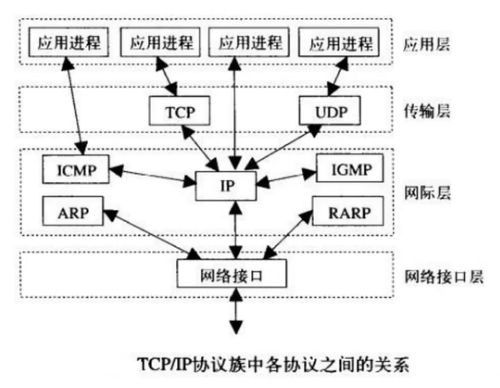 应用进程 应用进程 应用进程 应用进程 应用层
TCP UDP 传输层
ICMP IP IGMP
ARP RARP 网际层
网络接口 网络接口层
TCP/IP协议族中各协议之间的关系